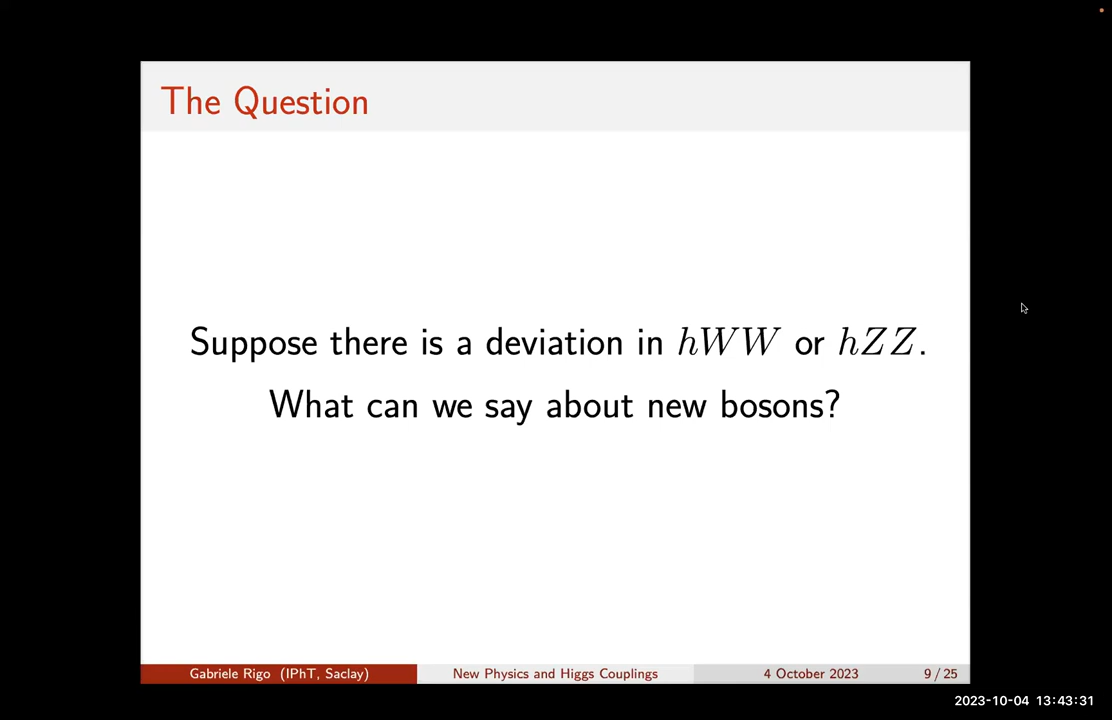 The Question
Suppose there is a deviation in hWW or hZZ.
What can we say about new bosons?
Gabriele Rigo (IPhT, Saclay) New Physics and Higgs Couplings 4 October 2023 9 / 25
2023-10-04 13:43:31